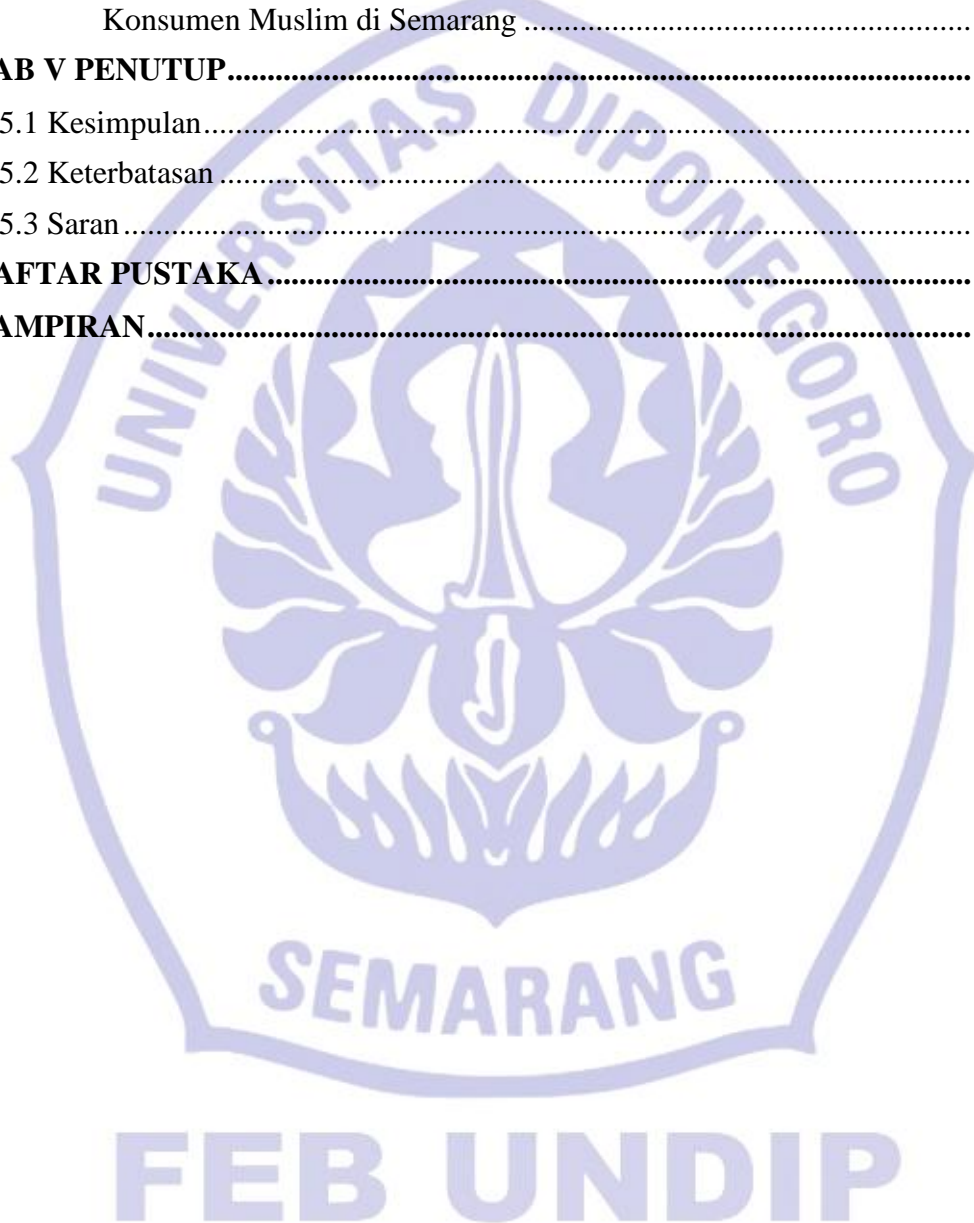 Konsumen Muslim di Semarang ........................................................
AB V PENUTUP........................................................................................
5.1 Kesimpulan...........................................................................................
5.2 Keterbatasan .........................................................................................
5.3 Saran .....................................................................................................
AFTAR PUSTAKA ...................................................................................
AMPIRAN..................................................................................................
UNIVERSITAS DIPONEGORO
SEMARANG
FEB UNDIP